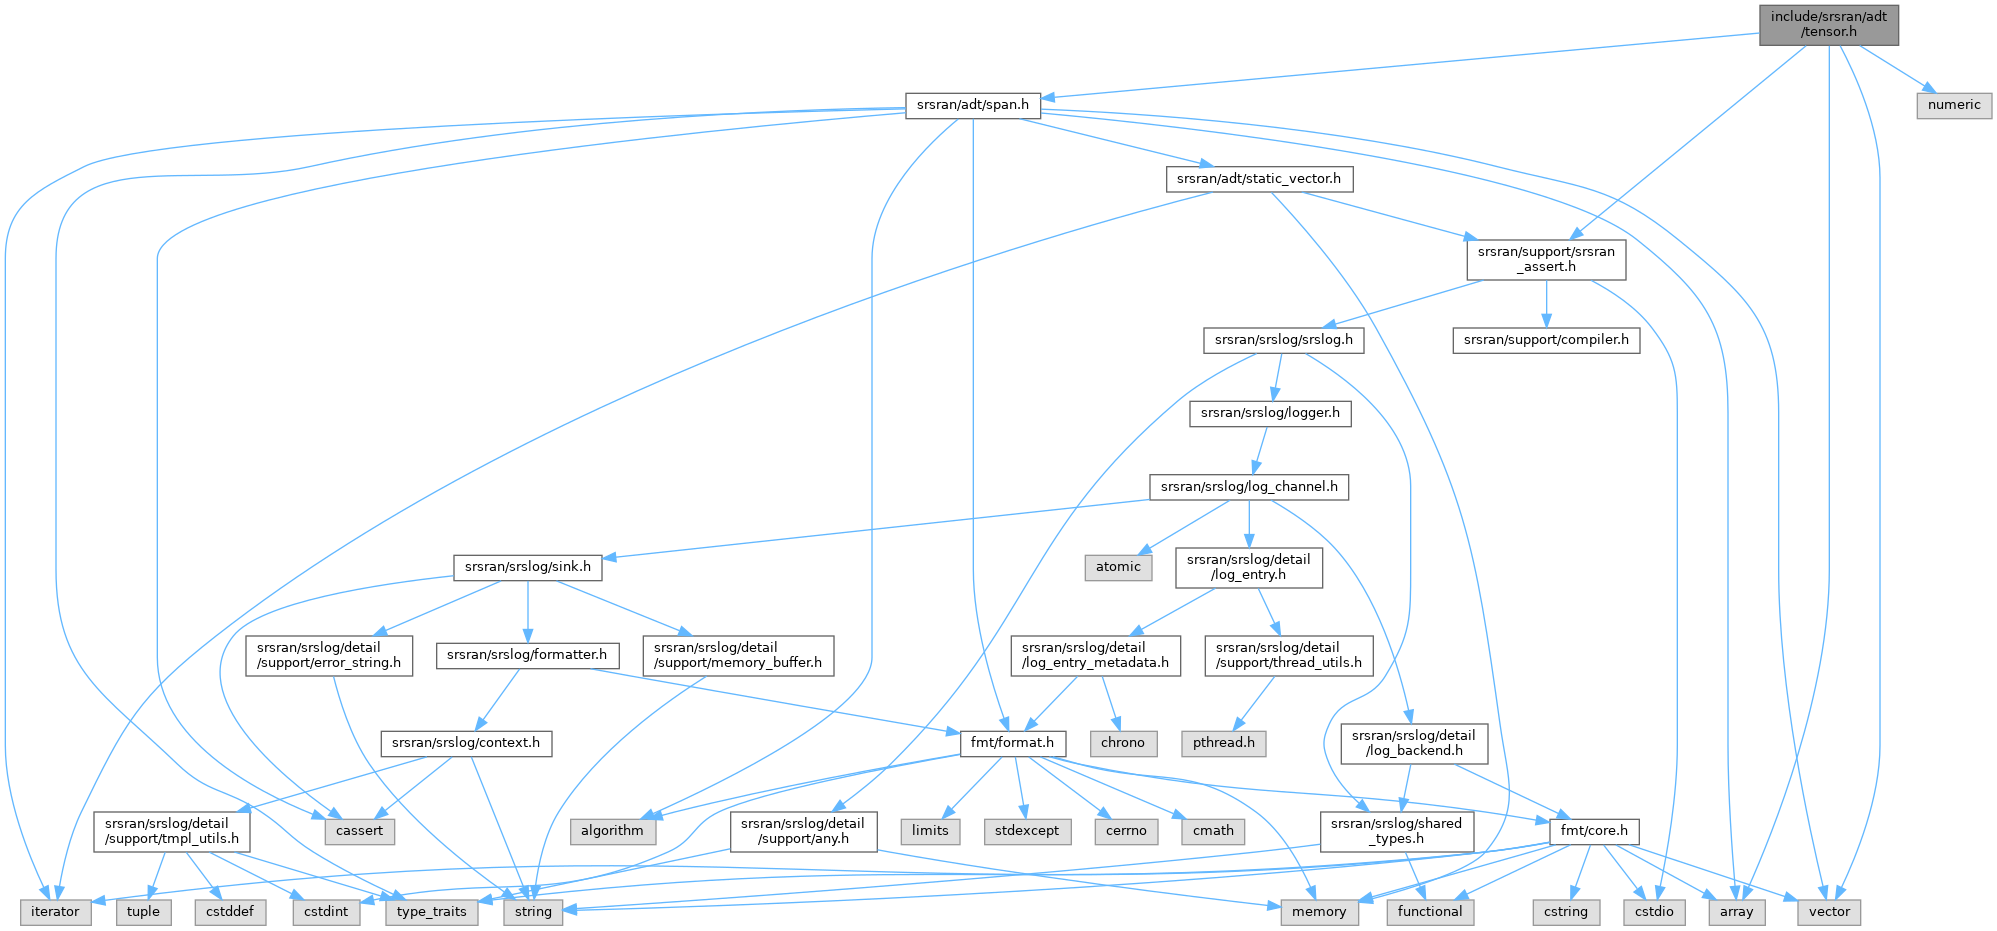 include/srsran/adt
/tensor.h
srsran/adt/span.h
numeric
srsran/adt/static_vector.h
srsran/support/srsran
_assert.h
srsran/srslog/srslog.h
srsran/support/compiler.h
srsran/srslog/logger.h
srsran/srslog/log_channel.h
srsran/srslog/sink.h
atomic
srsran/srslog/detail
/log_entry.h
srsran/srslog/detail
/support/error_string.h
srsran/srslog/formatter.h
srsran/srslog/detail
/support/memory_buffer.h
srsran/srslog/detail
/log_entry_metadata.h
srsran/srslog/detail
/support/thread_utils.h
srsran/srslog/context.h
fmt/format.h
chrono
pthread.h
srsran/srslog/detail
/log_backend.h
srsran/srslog/detail
/support/tmpl_utils.h
cassert
algorithm
srsran/srslog/detail
/support/any.h
limits
stdexcept
cerrno
cmath
srsran/srslog/shared
_types.h
fmt/core.h
iterator
tuple
cstddef
cstdint
type_traits
string
memory
functional
cstring
cstdio
array
vector